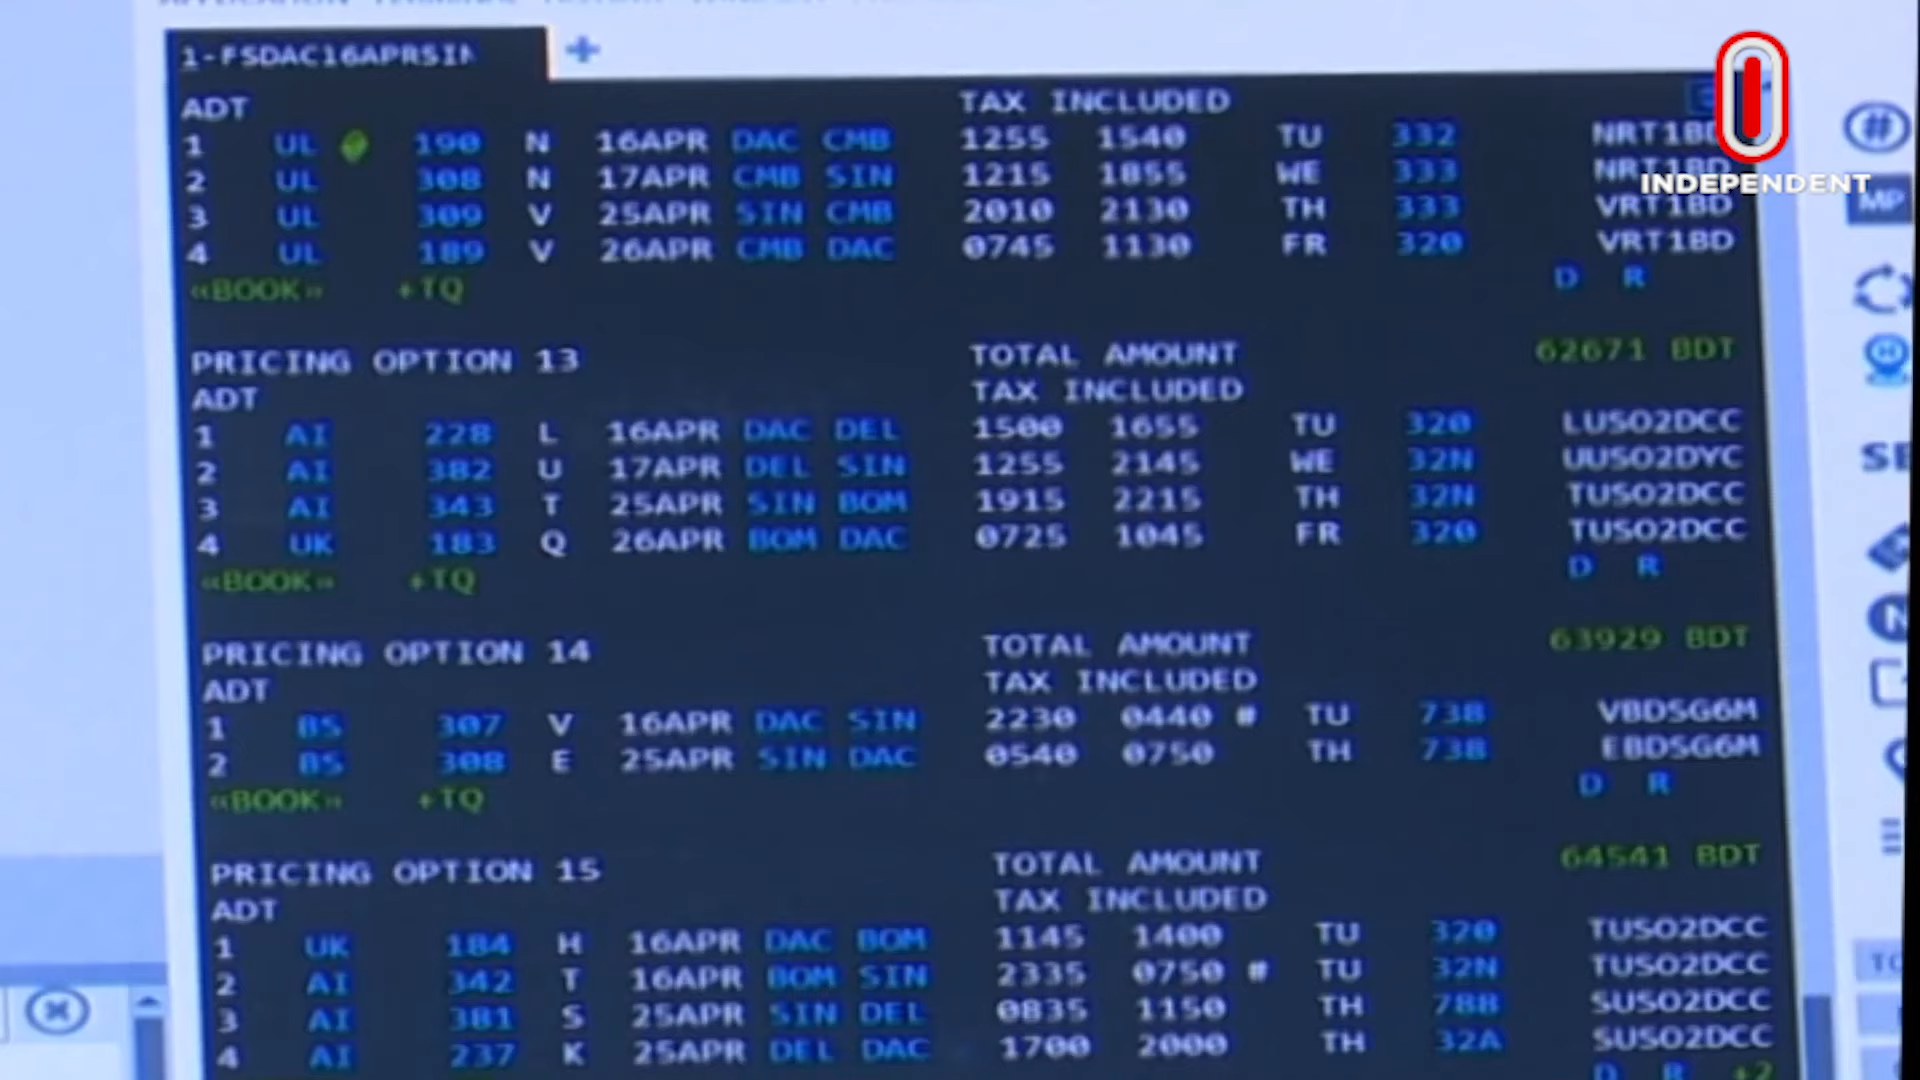 1-FSDAC16APRSIN
ADT TAX INCLUDED
1 UL 190 N 16APR DAC CMB 1255 1540 TU 332 NRT1BD
2 UL 308 N 17APR CMB SIN 1215 1855 WE 333 NRT1BD
3 UL 309 V 25APR SIN CMB 2010 2130 TH 333 VRT1BD
4 UL 189 V 26APR CMB DAC 0745 1130 FR 320 VRT1BD
«BOOK» +TQ D R
PRICING OPTION 13 TOTAL AMOUNT 62671 BDT
ADT TAX INCLUDED
1 AI 228 L 16APR DAC DEL 1500 1655 TU 320 LUSO2DCC
2 AI 382 U 17APR DEL SIN 1255 2145 WE 32N UUSO2DYC
3 AI 343 T 25APR SIN BOM 1915 2215 TH 32N TUSO2DCC
4 UK 183 Q 26APR BOM DAC 0725 1045 FR 320 TUSO2DCC
«BOOK» +TQ D R
PRICING OPTION 14 TOTAL AMOUNT 63929 BDT
ADT TAX INCLUDED
1 BS 307 V 16APR DAC SIN 2230 0440 # TU 738 VBDSG6M
2 BS 308 E 25APR SIN DAC 0540 0750 TH 738 EBDSG6M
«BOOK» +TQ D R
PRICING OPTION 15 TOTAL AMOUNT 64541 BDT
ADT TAX INCLUDED
1 UK 184 H 16APR DAC BOM 1145 1400 TU 320 TUSO2DCC
2 AI 342 T 16APR BOM SIN 2335 0750 # TU 32N TUSO2DCC
3 AI 381 S 25APR SIN DEL 0835 1150 TH 788 SUSO2DCC
4 AI 237 K 25APR DEL DAC 1700 2000 TH 32A SUSO2DCC
D R +2
INDEPENDENT
#
MP
N